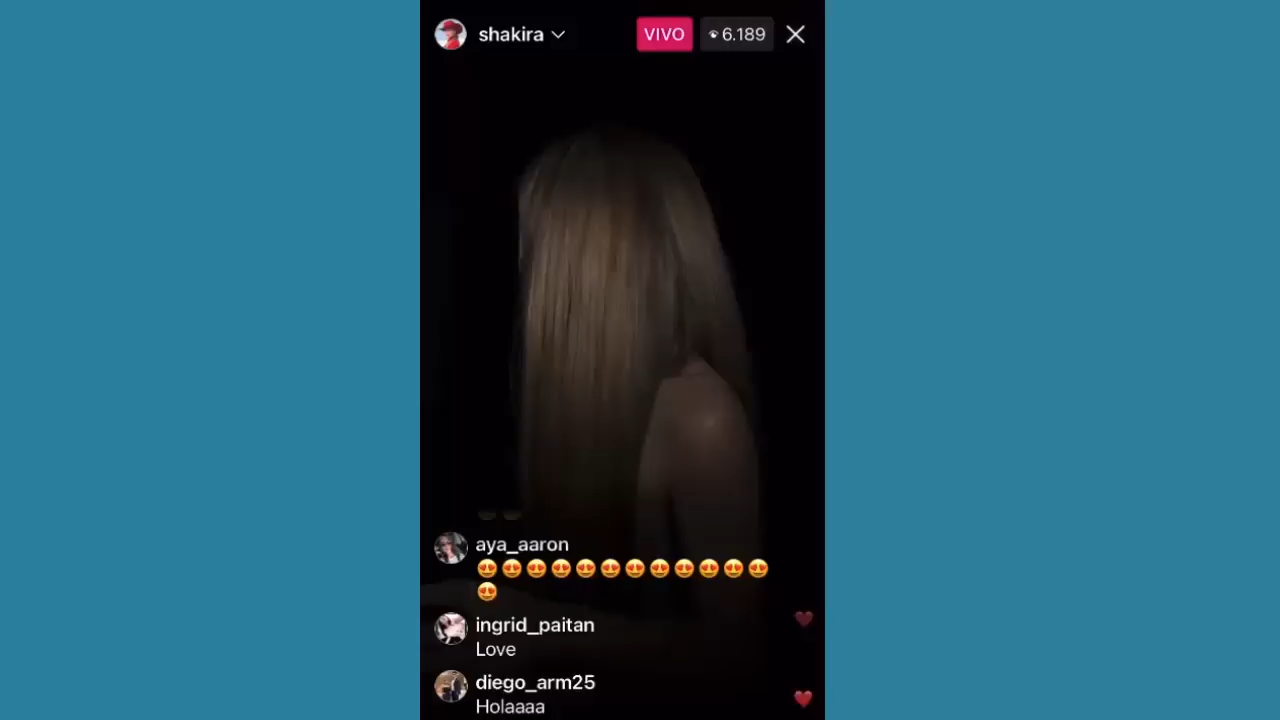 shakira
VIVO
6.189
aya_aaron
😍😍😍😍😍😍😍😍😍😍😍😍
😍
ingrid_paitan
Love
diego_arm25
Holaaaa